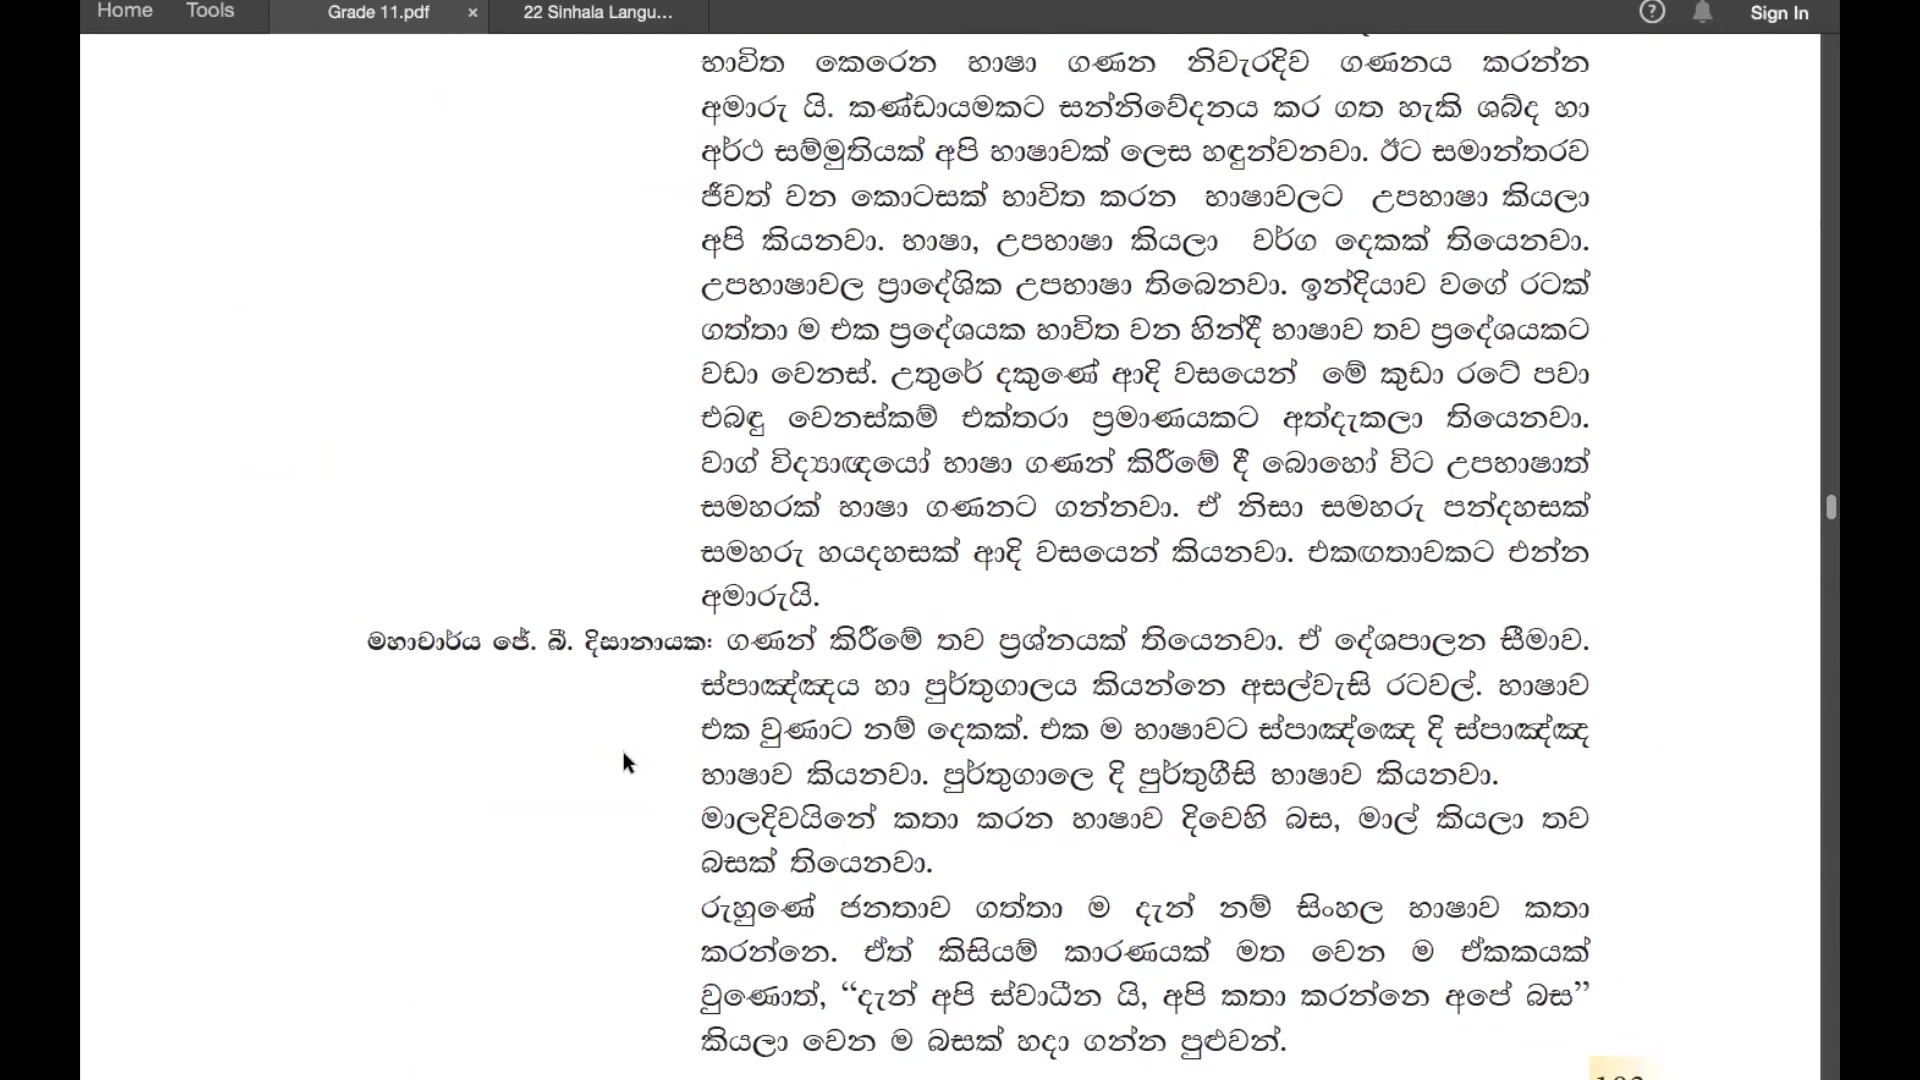 Home Tools Grade 11.pdf × 22 Sinhala Langu... ? Sign In
භාවිත කෙරෙන භාෂා ගණන නිවැරදිව ගණනය කරන්න
අමාරු යි. කණ්ඩායමකට සන්නිවේදනය කර ගත හැකි ශබ්ද හා
අර්ථ සම්මුතියක් අපි භාෂාවක් ලෙස හඳුන්වනවා. ඊට සමාන්තරව
ජීවත් වන කොටසක් භාවිත කරන භාෂාවලට උපභාෂා කියලා
අපි කියනවා. භාෂා, උපභාෂා කියලා වර්ග දෙකක් තියෙනවා.
උපභාෂාවල ප්‍රාදේශික උපභාෂා තිබෙනවා. ඉන්දියාව වගේ රටක්
ගත්තා ම එක ප්‍රදේශයක භාවිත වන හින්දී භාෂාව තව ප්‍රදේශයකට
වඩා වෙනස්. උතුරේ දකුණේ ආදි වසයෙන් මේ කුඩා රටේ පවා
එබඳු වෙනස්කම් එක්තරා ප්‍රමාණයකට අත්දැකලා තියෙනවා.
වාග් විද්‍යාඥයෝ භාෂා ගණන් කිරීමේ දී බොහෝ විට උපභාෂාත්
සමහරක් භාෂා ගණනට ගන්නවා. ඒ නිසා සමහරු පන්දහසක්
සමහරු හයදහසක් ආදි වසයෙන් කියනවා. එකඟතාවකට එන්න
අමාරුයි.
මහාචාර්ය ජේ. බී. දිසානායක: ගණන් කිරීමේ තව ප්‍රශ්නයක් තියෙනවා. ඒ දේශපාලන සීමාව.
ස්පාඤ්ඤය හා පුර්තුගාලය කියන්නෙ අසල්වැසි රටවල්. භාෂාව
එක වුණාට නම් දෙකක්. එක ම භාෂාවට ස්පාඤ්ඤෙ දි ස්පාඤ්ඤ
භාෂාව කියනවා. පුර්තුගාලෙ දි පුර්තුගීසි භාෂාව කියනවා.
මාලදිවයිනේ කතා කරන භාෂාව දිවෙහි බස, මාල් කියලා තව
බසක් තියෙනවා.
රුහුණේ ජනතාව ගත්තා ම දැන් නම් සිංහල භාෂාව කතා
කරන්නෙ. ඒත් කිසියම් කාරණයක් මත වෙන ම ඒකකයක්
වුණොත්, “දැන් අපි ස්වාධීන යි, අපි කතා කරන්නෙ අපේ බස”
කියලා වෙන ම බසක් හදා ගන්න පුළුවන්.